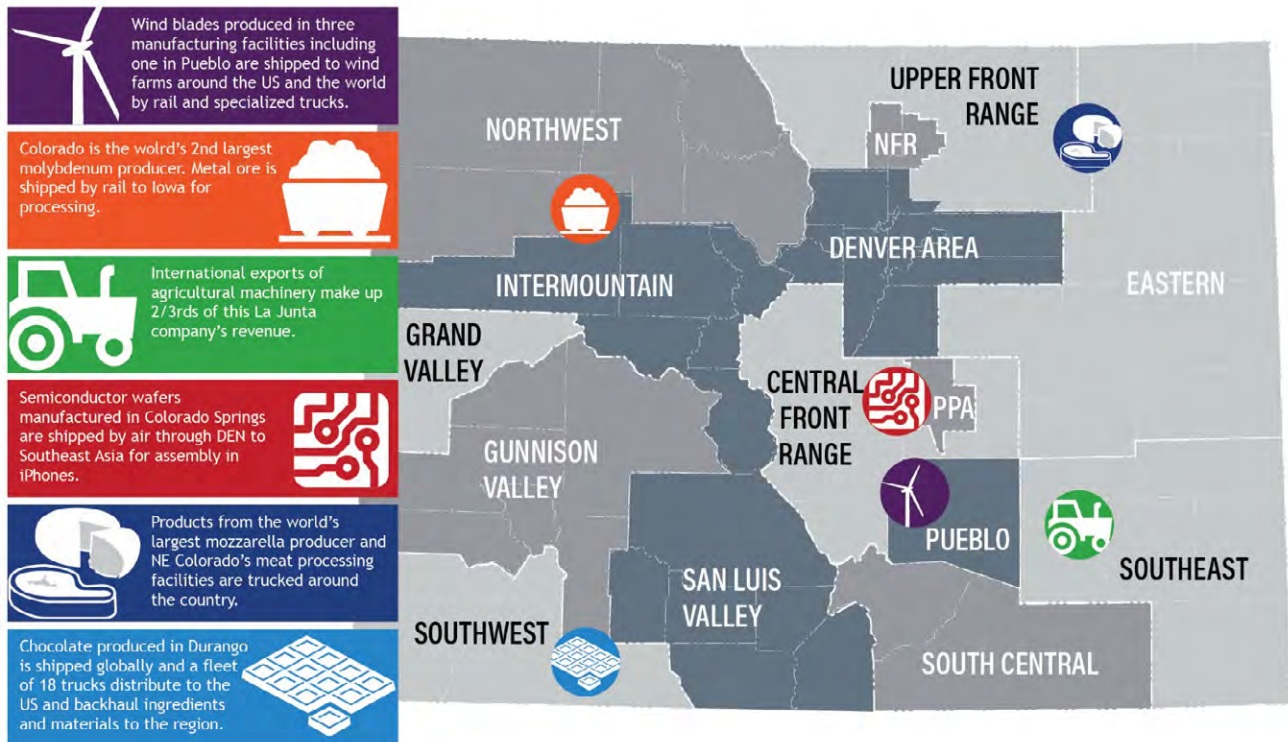 Wind blades produced in three
manufacturing facilities including
one in Pueblo are shipped to wind
farms around the US and the world
by rail and specialized trucks.
Colorado is the wolrd's 2nd largest
molybdenum producer. Metal ore is
shipped by rail to Iowa for
processing.
International exports of
agricultural machinery make up
2/3rds of this La Junta
company's revenue.
Semiconductor wafers
manufactured in Colorado Springs
are shipped by air through DEN to
Southeast Asia for assembly in
iPhones.
Products from the world's
largest mozzarella producer and
NE Colorado's meat processing
facilities are trucked around
the country.
Chocolate produced in Durango
is shipped globally and a fleet
of 18 trucks distribute to the
US and backhaul ingredients
and materials to the region.
NORTHWEST
UPPER FRONT
RANGE
NFR
DENVER AREA
INTERMOUNTAIN
EASTERN
GRAND
VALLEY
CENTRAL
FRONT
RANGE
PPA
GUNNISON
VALLEY
PUEBLO
SOUTHEAST
SAN LUIS
VALLEY
SOUTHWEST
SOUTH CENTRAL